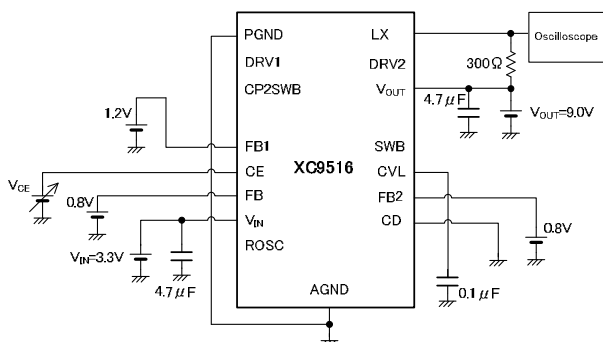 PGND
LX
Oscilloscope
DRV1
300Ω
DRV2
CP2SWB
VOUT
4.7μF
VOUT=9.0V
1.2V
FB1
SWB
CE
XC9516
CVL
VCE
0.8V
FB
FB2
VIN
CD
0.8V
VIN=3.3V
ROSC
4.7μF
AGND
0.1μF